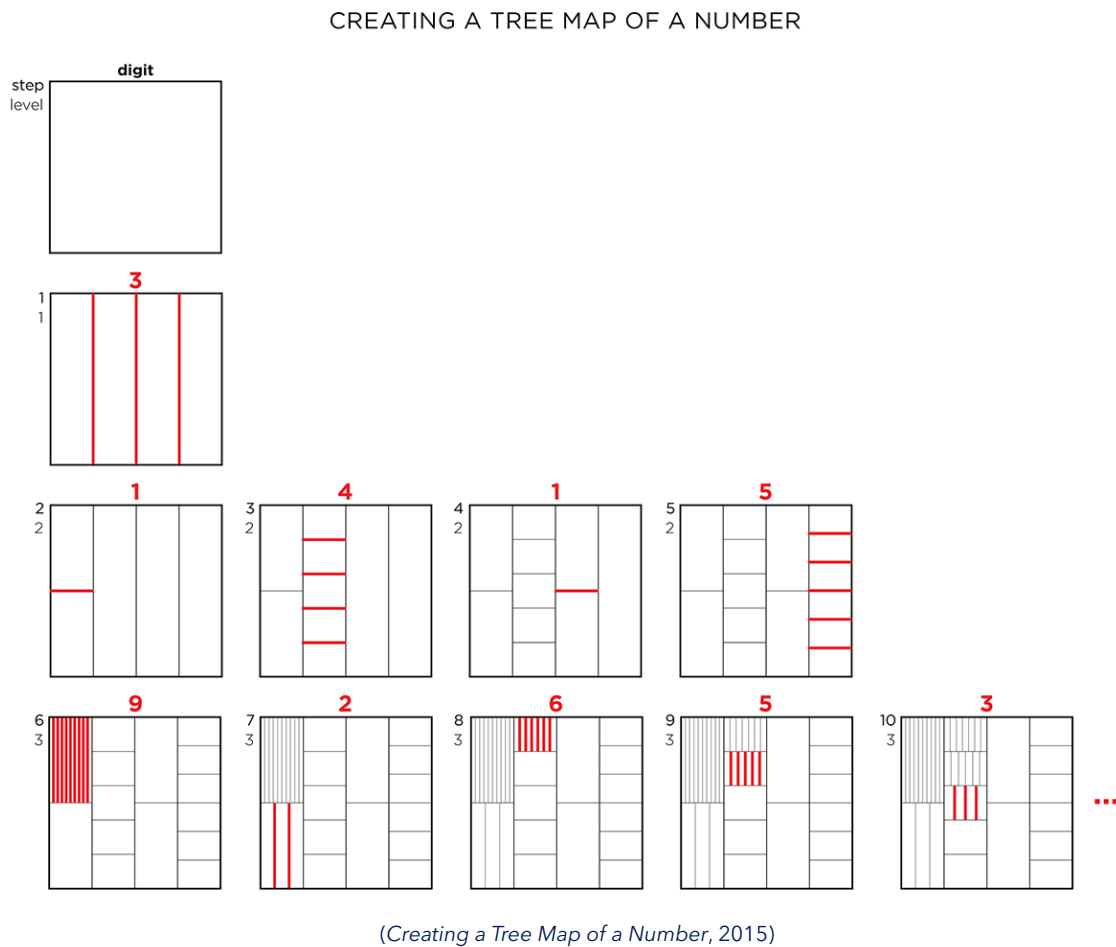 CREATING A TREE MAP OF A NUMBER
digit
step
level
3
1
1
1 4 1 5
2 3 4 5
2 2 2 2
9 2 6 5 3
6 7 8 9 10
3 3 3 3 3
...
(Creating a Tree Map of a Number, 2015)